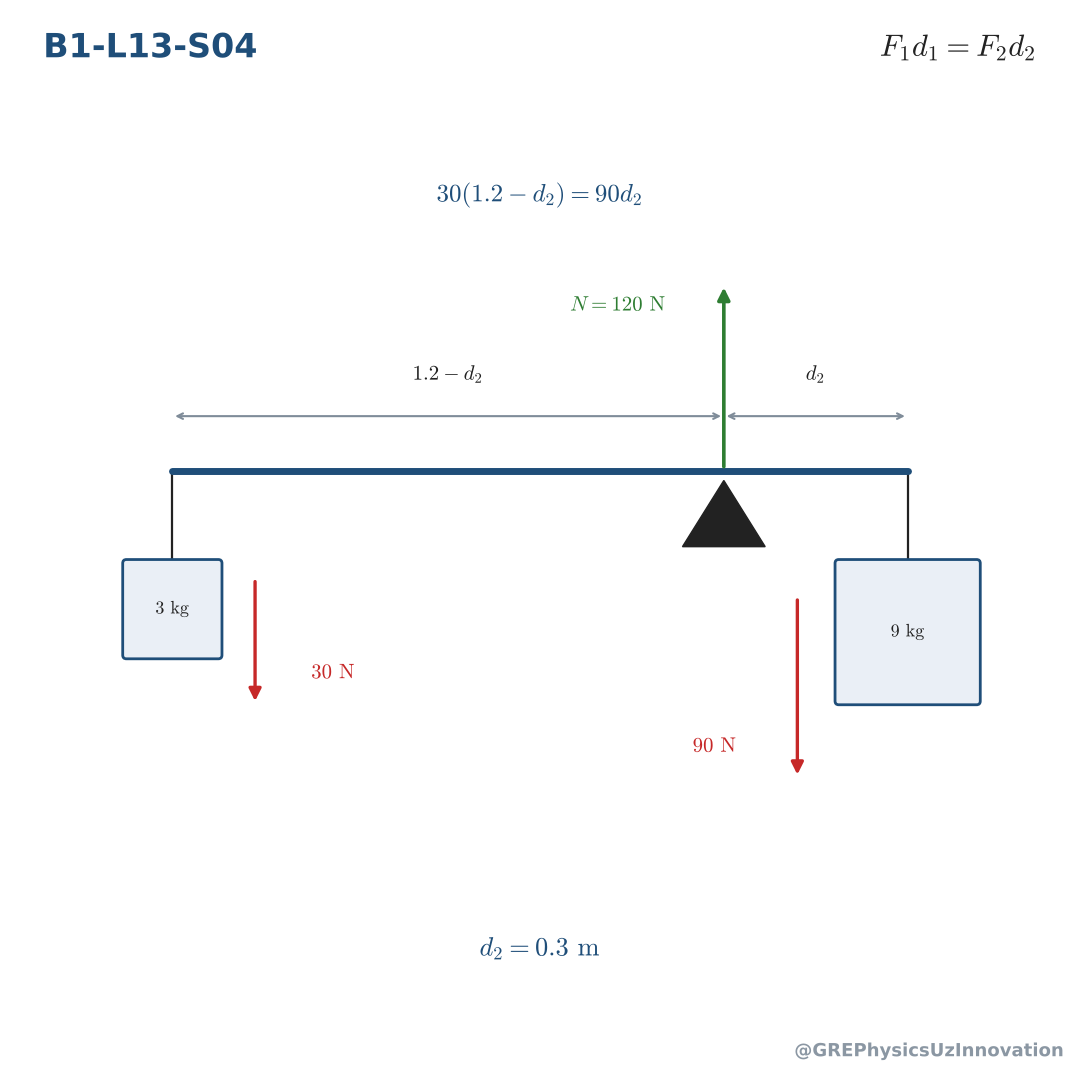 B1-L13-S04
F₁d₁ = F₂d₂
30(1.2 − d₂) = 90d₂
N = 120 N
1.2 − d₂
d₂
3 kg
9 kg
30 N
90 N
d₂ = 0.3 m
@GREPhysicsUzInnovation